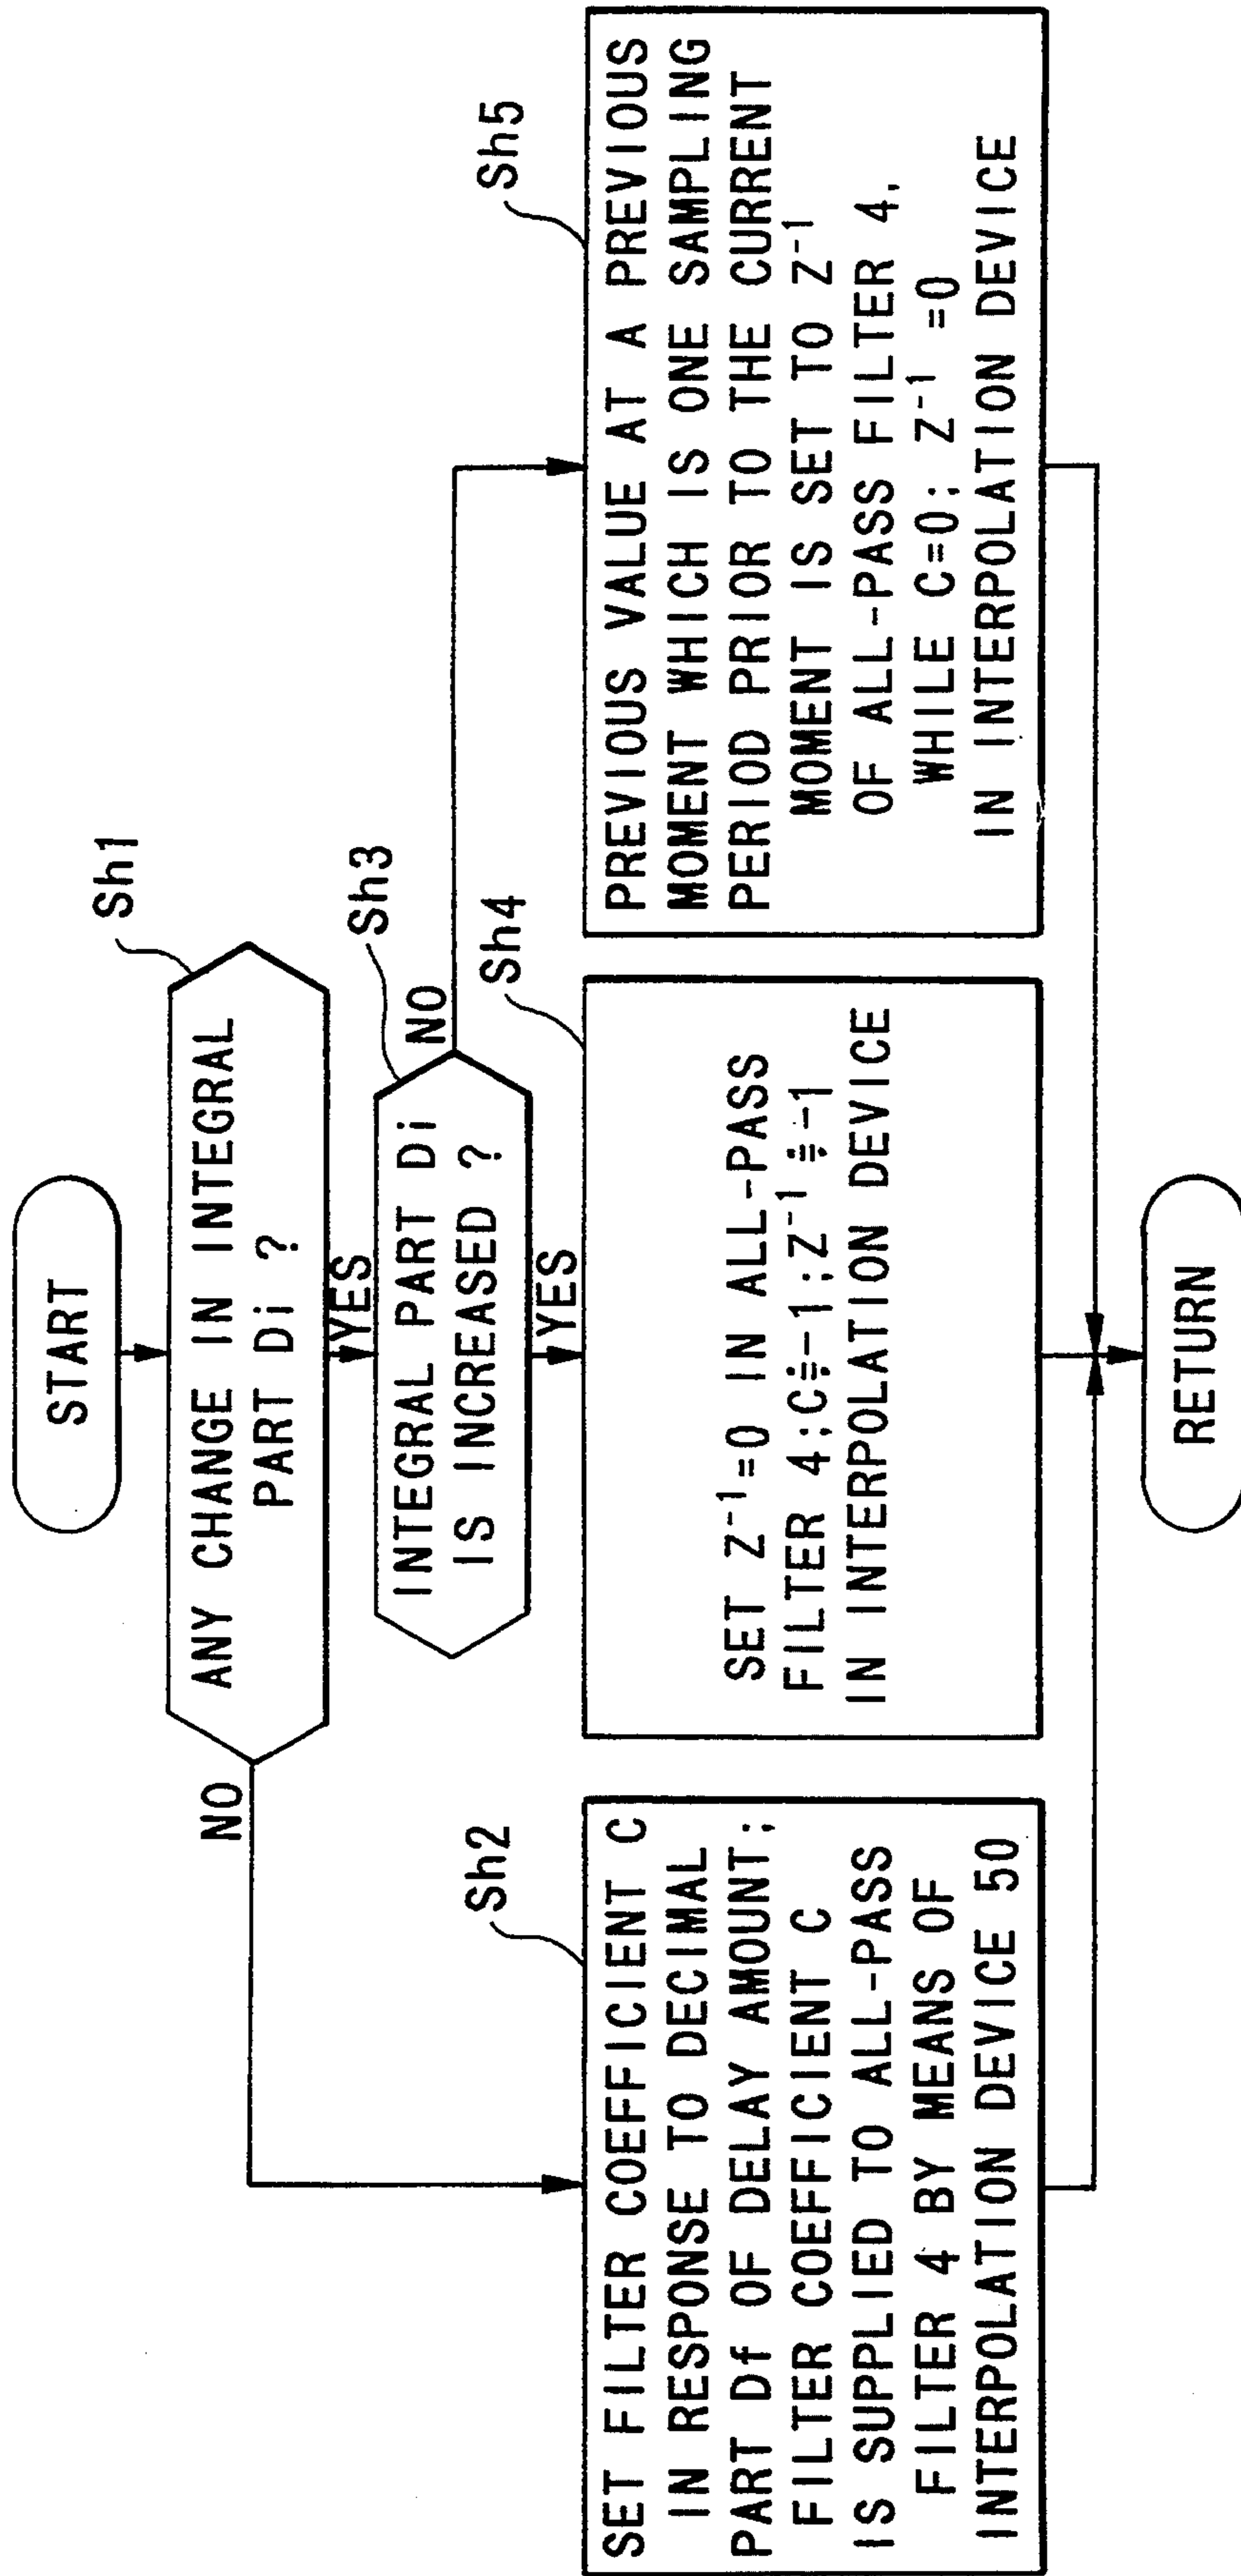 START
Sh1
ANY CHANGE IN INTEGRAL
PART Di ?
NO
YES
Sh3
INTEGRAL PART Di
IS INCREASED ?
NO
YES
Sh2
SET FILTER COEFFICIENT C
IN RESPONSE TO DECIMAL
PART Df OF DELAY AMOUNT;
FILTER COEFFICIENT C
IS SUPPLIED TO ALL-PASS
FILTER 4 BY MEANS OF
INTERPOLATION DEVICE 50
Sh4
SET Z⁻¹=0 IN ALL-PASS
FILTER 4;C≒-1;Z⁻¹≒-1
IN INTERPOLATION DEVICE
Sh5
PREVIOUS VALUE AT A PREVIOUS
MOMENT WHICH IS ONE SAMPLING
PERIOD PRIOR TO THE CURRENT
MOMENT IS SET TO Z⁻¹
OF ALL-PASS FILTER 4,
WHILE C=0; Z⁻¹ =0
IN INTERPOLATION DEVICE
RETURN